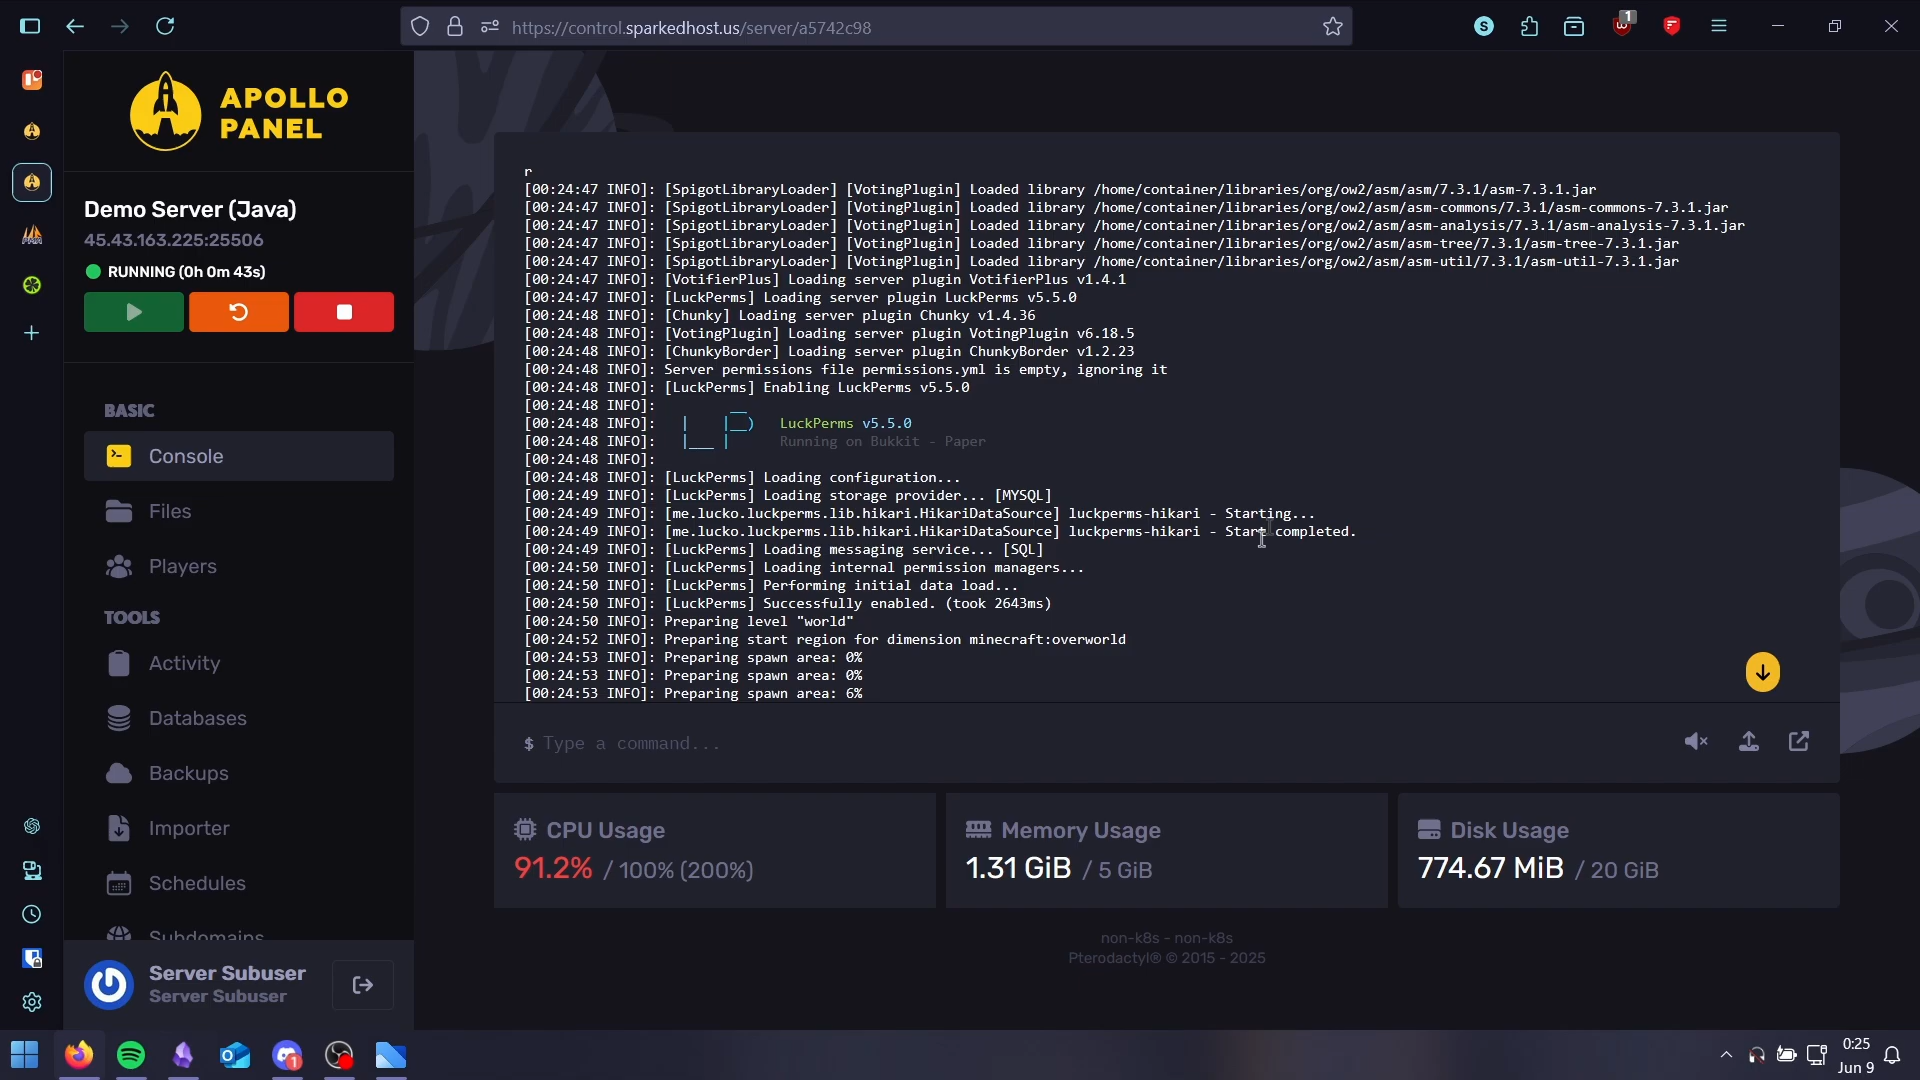 https://control.sparkedhost.us/server/a5742c98
1
APOLLO
PANEL
Demo Server (Java)
45.43.163.225:25506
RUNNING (0h 0m 43s)
BASIC
Console
Files
Players
TOOLS
Activity
Databases
Backups
Importer
Schedules
Subdomains
Server Subuser
Server Subuser
r
[00:24:47 INFO]: [SpigotLibraryLoader] [VotingPlugin] Loaded library /home/container/libraries/org/ow2/asm/asm/7.3.1/asm-7.3.1.jar
[00:24:47 INFO]: [SpigotLibraryLoader] [VotingPlugin] Loaded library /home/container/libraries/org/ow2/asm/asm-commons/7.3.1/asm-commons-7.3.1.jar
[00:24:47 INFO]: [SpigotLibraryLoader] [VotingPlugin] Loaded library /home/container/libraries/org/ow2/asm/asm-analysis/7.3.1/asm-analysis-7.3.1.jar
[00:24:47 INFO]: [SpigotLibraryLoader] [VotingPlugin] Loaded library /home/container/libraries/org/ow2/asm/asm-tree/7.3.1/asm-tree-7.3.1.jar
[00:24:47 INFO]: [SpigotLibraryLoader] [VotingPlugin] Loaded library /home/container/libraries/org/ow2/asm/asm-util/7.3.1/asm-util-7.3.1.jar
[00:24:47 INFO]: [VotifierPlus] Loading server plugin VotifierPlus v1.4.1
[00:24:47 INFO]: [LuckPerms] Loading server plugin LuckPerms v5.5.0
[00:24:48 INFO]: [Chunky] Loading server plugin Chunky v1.4.36
[00:24:48 INFO]: [VotingPlugin] Loading server plugin VotingPlugin v6.18.5
[00:24:48 INFO]: [ChunkyBorder] Loading server plugin ChunkyBorder v1.2.23
[00:24:48 INFO]: Server permissions file permissions.yml is empty, ignoring it
[00:24:48 INFO]: [LuckPerms] Enabling LuckPerms v5.5.0
[00:24:48 INFO]:        __
[00:24:48 INFO]:   |    |__)   LuckPerms v5.5.0
[00:24:48 INFO]:   |___ |      Running on Bukkit - Paper
[00:24:48 INFO]:
[00:24:48 INFO]: [LuckPerms] Loading configuration...
[00:24:49 INFO]: [LuckPerms] Loading storage provider... [MYSQL]
[00:24:49 INFO]: [me.lucko.luckperms.lib.hikari.HikariDataSource] luckperms-hikari - Starting...
[00:24:49 INFO]: [me.lucko.luckperms.lib.hikari.HikariDataSource] luckperms-hikari - Start completed.
[00:24:49 INFO]: [LuckPerms] Loading messaging service... [SQL]
[00:24:50 INFO]: [LuckPerms] Loading internal permission managers...
[00:24:50 INFO]: [LuckPerms] Performing initial data load...
[00:24:50 INFO]: [LuckPerms] Successfully enabled. (took 2643ms)
[00:24:50 INFO]: Preparing level "world"
[00:24:52 INFO]: Preparing start region for dimension minecraft:overworld
[00:24:53 INFO]: Preparing spawn area: 0%
[00:24:53 INFO]: Preparing spawn area: 0%
[00:24:53 INFO]: Preparing spawn area: 6%
$ Type a command...
CPU Usage
91.2% / 100% (200%)
Memory Usage
1.31 GiB / 5 GiB
Disk Usage
774.67 MiB / 20 GiB
non-k8s - non-k8s
Pterodactyl® © 2015 - 2025
1
0:25
Jun 9